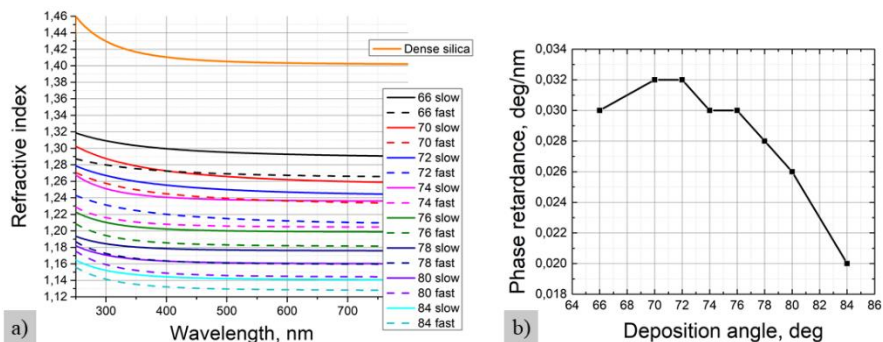 1,46
1,44
1,42
1,40
1,38
1,36
1,34
1,32
1,30
1,28
1,26
1,24
1,22
1,20
1,18
1,16
1,14
1,12
Refractive index
300 400 500 600 700
Wavelength, nm
Dense silica
66 slow
66 fast
70 slow
70 fast
72 slow
72 fast
74 slow
74 fast
76 slow
76 fast
78 slow
78 fast
80 slow
80 fast
84 slow
84 fast
a)
0,034
0,032
0,030
0,028
0,026
0,024
0,022
0,020
0,018
Phase retardance, deg/nm
64 66 68 70 72 74 76 78 80 82 84 86
Deposition angle, deg
b)